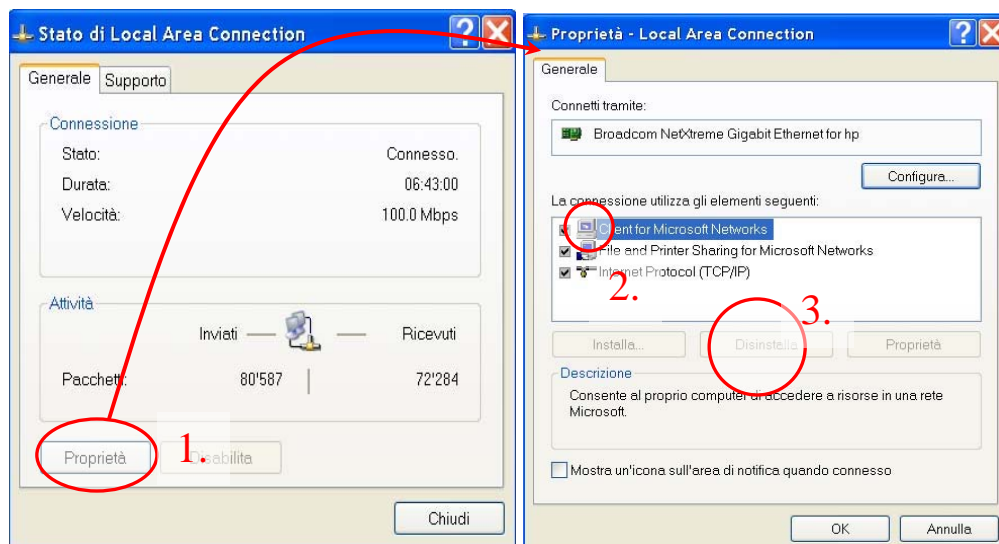 Stato di Local Area Connection
Generale Supporto
Connessione
Stato: Connesso.
Durata: 06:43:00
Velocità: 100.0 Mbps
Attività
Inviati Ricevuti
Pacchetti: 80'587 72'284
Proprietà 1. Disabilita
Chiudi
Proprietà - Local Area Connection
Generale
Connetti tramite:
Broadcom NetXtreme Gigabit Ethernet for hp
Configura...
La connessione utilizza gli elementi seguenti:
Client for Microsoft Networks
File and Printer Sharing for Microsoft Networks
Internet Protocol (TCP/IP)
2.
3.
Installa... Disinstalla Proprietà
Descrizione
Consente al proprio computer di accedere a risorse in una rete
Microsoft.
Mostra un'icona sull'area di notifica quando connesso
OK Annulla